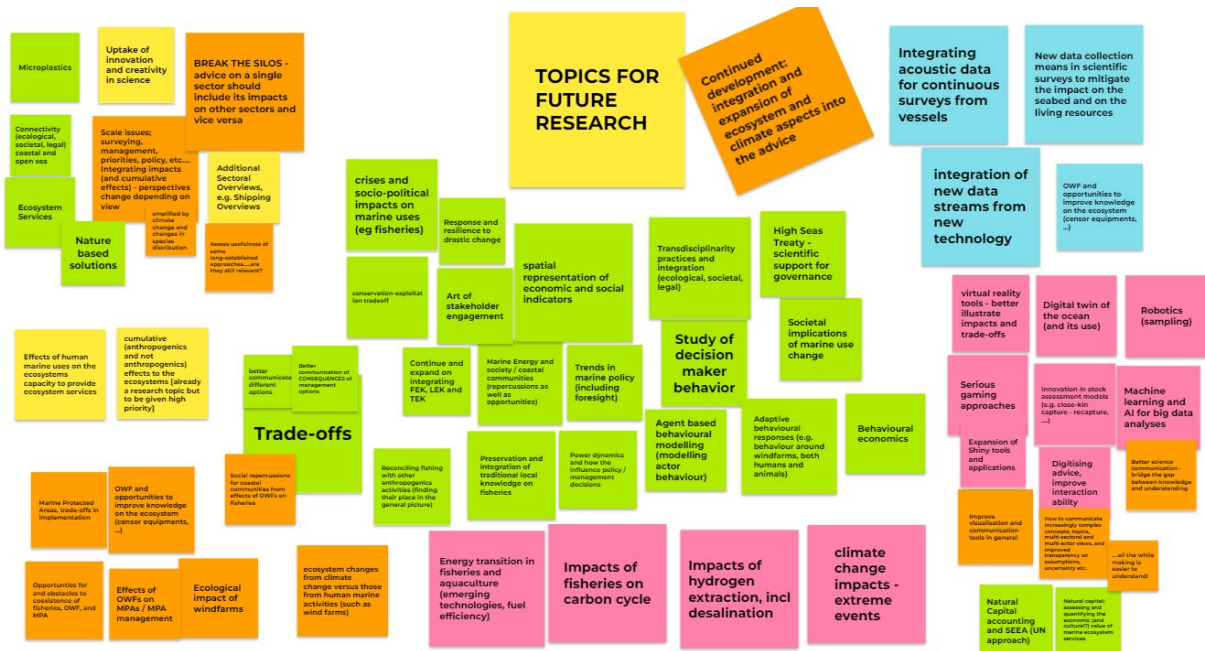 Microplastics
Uptake of
innovation
and creativity
in science
BREAK THE SILOS -
advice on a single
sector should
include its impacts
on other sectors and
vice versa
Connectivity
(ecological,
societal, legal)
coastal and
open sea
Scale issues;
surveying,
management,
priorities, policy, etc....
Integrating impacts
(and cumulative
effects) - perspectives
change depending on
view
Additional
Sectoral
Overviews,
e.g. Shipping
Overviews
Ecosystem
Services
Nature
based
solutions
amplified by
climate
change and
changes in
species
distribution
Assess usefulness of
some
long-established
approaches.....are
they still relevant?
TOPICS FOR
FUTURE
RESEARCH
Continued
development:
integration and
expansion of
ecosystem and
climate aspects into
the advice
Integrating
acoustic data
for continuous
surveys from
vessels
New data collection
means in scientific
surveys to mitigate
the impact on the
seabed and on the
living resources
integration of
new data
streams from
new
technology
OWF and
opportunities to
improve knowledge
on the ecosystem
(censor equipments,
...)
crises and
socio-political
impacts on
marine uses
(eg fisheries)
Response and
resilience to
drastic change
conservation-exploitat
ion tradeoff
Art of
stakeholder
engagement
spatial
representation of
economic and social
indicators
Transdisciplinarity
practices and
integration
(ecological, societal,
legal)
High Seas
Treaty -
scientific
support for
governance
Study of
decision
maker
behavior
Societal
implications
of marine use
change
virtual reality
tools - better
illustrate
impacts and
trade-offs
Digital twin of
the ocean
(and its use)
Robotics
(sampling)
Effects of human
marine uses on the
ecosystems
capacity to provide
ecosystem services
cumulative
(anthropogenics and
not
anthropogenics)
effects to the
ecosystems [already
a research topic but
to be given high
priority]
better
communicate
different
options
Better
communication of
CONSEQUENCES of
management
options
Trade-offs
Continue and
expand on
integrating
FEK, LEK and
TEK
Marine Energy and
society / coastal
communities
(repercussions as
well as
opportunities)
Trends in
marine policy
(including
foresight)
Agent based
behavioural
modelling
(modelling
actor
behaviour)
Adaptive
behavioural
responses (e.g.
behaviour around
windfarms, both
humans and
animals)
Behavioural
economics
Serious
gaming
approaches
Innovation in stock
assessment models
(e.g. close-kin
capture - recapture,
....)
Machine
learning and
AI for big data
analyses
Expansion of
Shiny tools
and
applications
Digitising
advice,
improve
interaction
ability
Better science
communication -
bridge the gap
between knowledge
and understanding
Reconciling fishing
with other
anthropogenics
activities (finding
their place in the
general picture)
Preservation and
integration of
traditional local
knowledge on
fisheries
Power dynamics
and how the
influence policy /
management
decisions
Marine Protected
Areas, trade-offs in
implementation
OWF and
opportunities to
improve knowledge
on the ecosystem
(censor equipments,
...)
Social repercussions
for coastal
communities from
effects of OWFs on
fisheries
Improve
visualisation and
communication
tools in general
How to communicate
increasingly complex
concepts, topics,
multi-sectoral and
multi-actor views, and
improved
transparency on
assumptions,
uncertainty etc.
....all the while
making is
easier to
understand!
Opportunties for
and obstacles to
coexistence of
fisheries, OWF, and
MPA
Effects of
OWFs on
MPAs / MPA
management
Ecological
impact of
windfarms
ecosystem changes
from climate
change versus those
from human marine
activities (such as
wind farms)
Energy transition in
fisheries and
aquaculture
(emerging
technologies, fuel
efficiency)
Impacts of
fisheries on
carbon cycle
Impacts of
hydrogen
extraction, incl
desalination
climate
change
impacts -
extreme
events
Natural
Capital
accounting
and SEEA (UN
approach)
Natural capital:
assessing and
quantifying the
economic (and
cultural?) value of
marine ecosystem
services